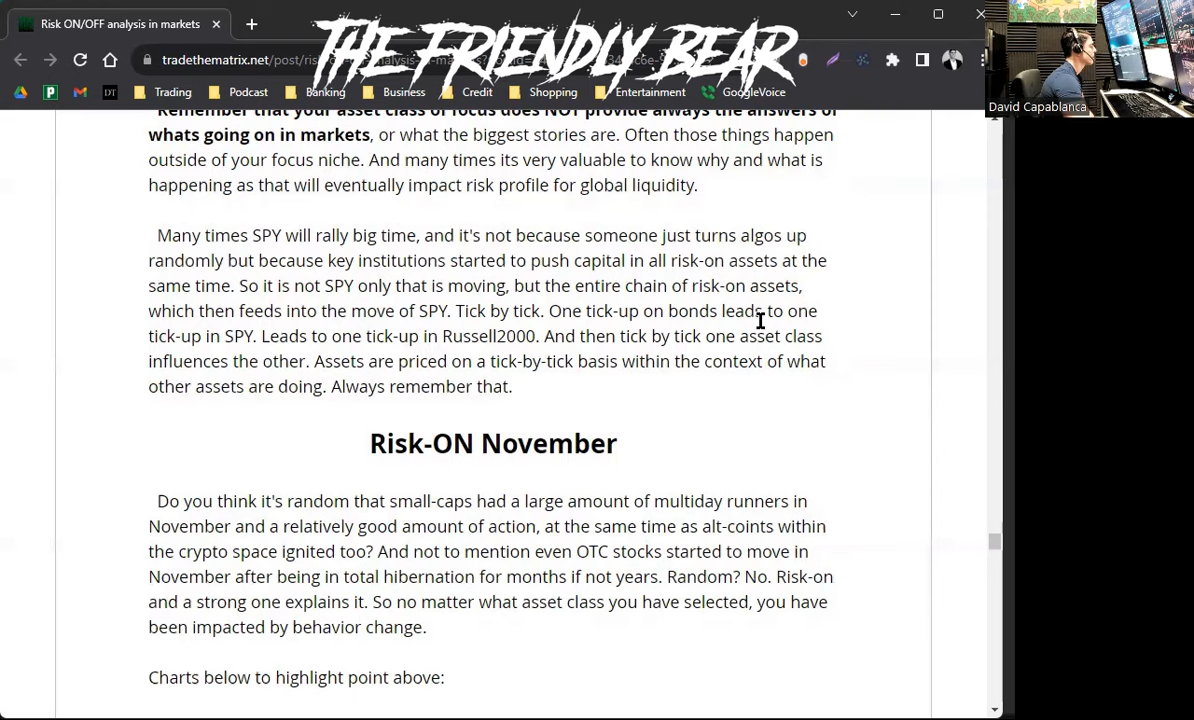 Risk ON/OFF analysis in markets
THE FRIENDLY BEAR
tradethematrix.net/post/
Trading
Podcast
Banking
Business
Credit
Shopping
Entertainment
GoogleVoice
David Capablanca
Remember that your asset class of focus does NOT provide always the answers of
whats going on in markets, or what the biggest stories are. Often those things happen
outside of your focus niche. And many times its very valuable to know why and what is
happening as that will eventually impact risk profile for global liquidity.
Many times SPY will rally big time, and it's not because someone just turns algos up
randomly but because key institutions started to push capital in all risk-on assets at the
same time. So it is not SPY only that is moving, but the entire chain of risk-on assets,
which then feeds into the move of SPY. Tick by tick. One tick-up on bonds leads to one
tick-up in SPY. Leads to one tick-up in Russell2000. And then tick by tick one asset class
influences the other. Assets are priced on a tick-by-tick basis within the context of what
other assets are doing. Always remember that.
Risk-ON November
Do you think it's random that small-caps had a large amount of multiday runners in
November and a relatively good amount of action, at the same time as alt-coints within
the crypto space ignited too? And not to mention even OTC stocks started to move in
November after being in total hibernation for months if not years. Random? No. Risk-on
and a strong one explains it. So no matter what asset class you have selected, you have
been impacted by behavior change.
Charts below to highlight point above: